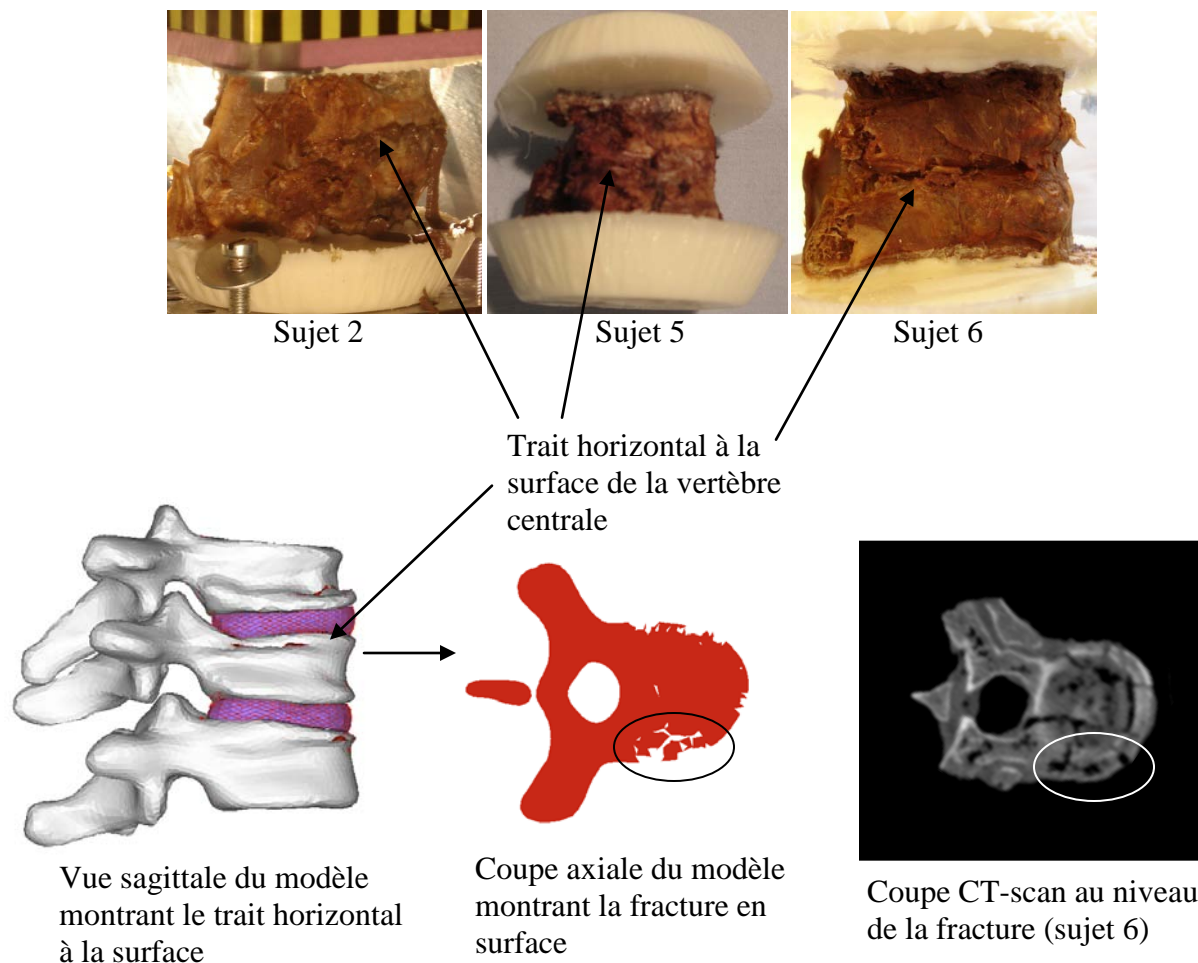 Sujet 2
Sujet 5
Sujet 6
Trait horizontal à la
surface de la vertèbre
centrale
Vue sagittale du modèle
montrant le trait horizontal
à la surface
Coupe axiale du modèle
montrant la fracture en
surface
Coupe CT-scan au niveau
de la fracture (sujet 6)